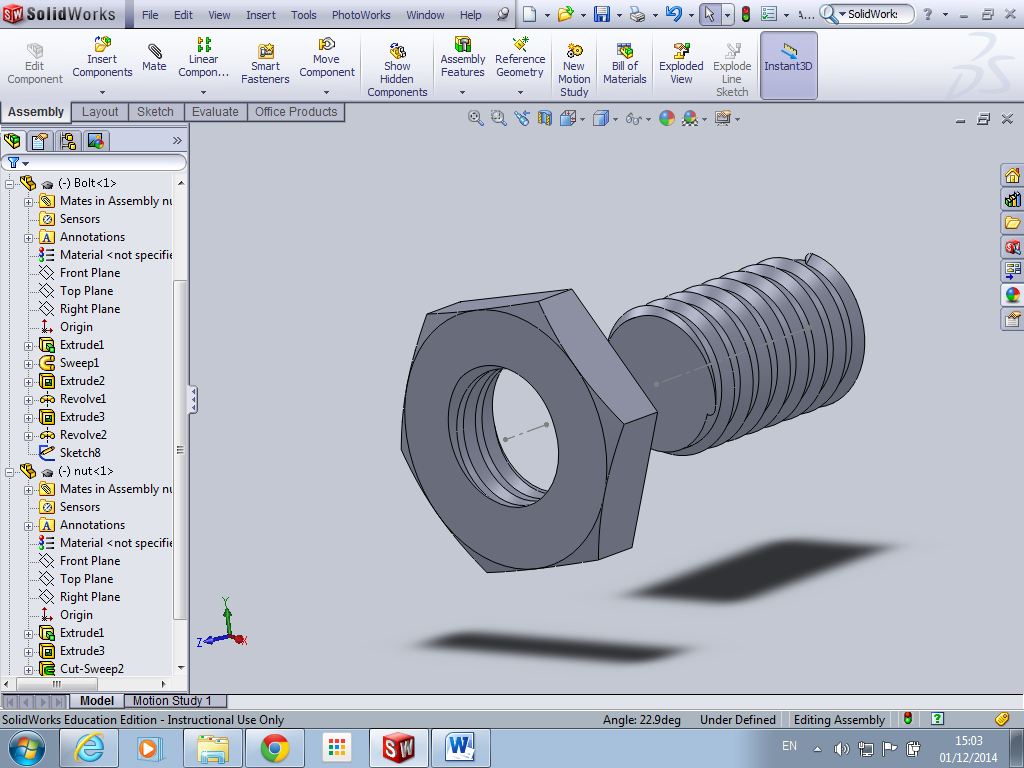 SolidWorks File Edit View Insert Tools PhotoWorks Window Help A... SolidWork: ?
Edit Component
Insert Components
Mate
Linear Compon...
Smart Fasteners
Move Component
Show Hidden Components
Assembly Features
Reference Geometry
New Motion Study
Bill of Materials
Exploded View
Explode Line Sketch
Instant3D
Assembly Layout Sketch Evaluate Office Products
(-) Bolt<1>
Mates in Assembly nu
Sensors
Annotations
Material <not specifie
Front Plane
Top Plane
Right Plane
Origin
Extrude1
Sweep1
Extrude2
Revolve1
Extrude3
Revolve2
Sketch8
(-) nut<1>
Mates in Assembly nu
Sensors
Annotations
Material <not specifie
Front Plane
Top Plane
Right Plane
Origin
Extrude1
Extrude3
Cut-Sweep2
Y
Z X
Model Motion Study 1
SolidWorks Education Edition - Instructional Use Only Angle: 22.9deg Under Defined Editing Assembly ?
EN 15:03
01/12/2014